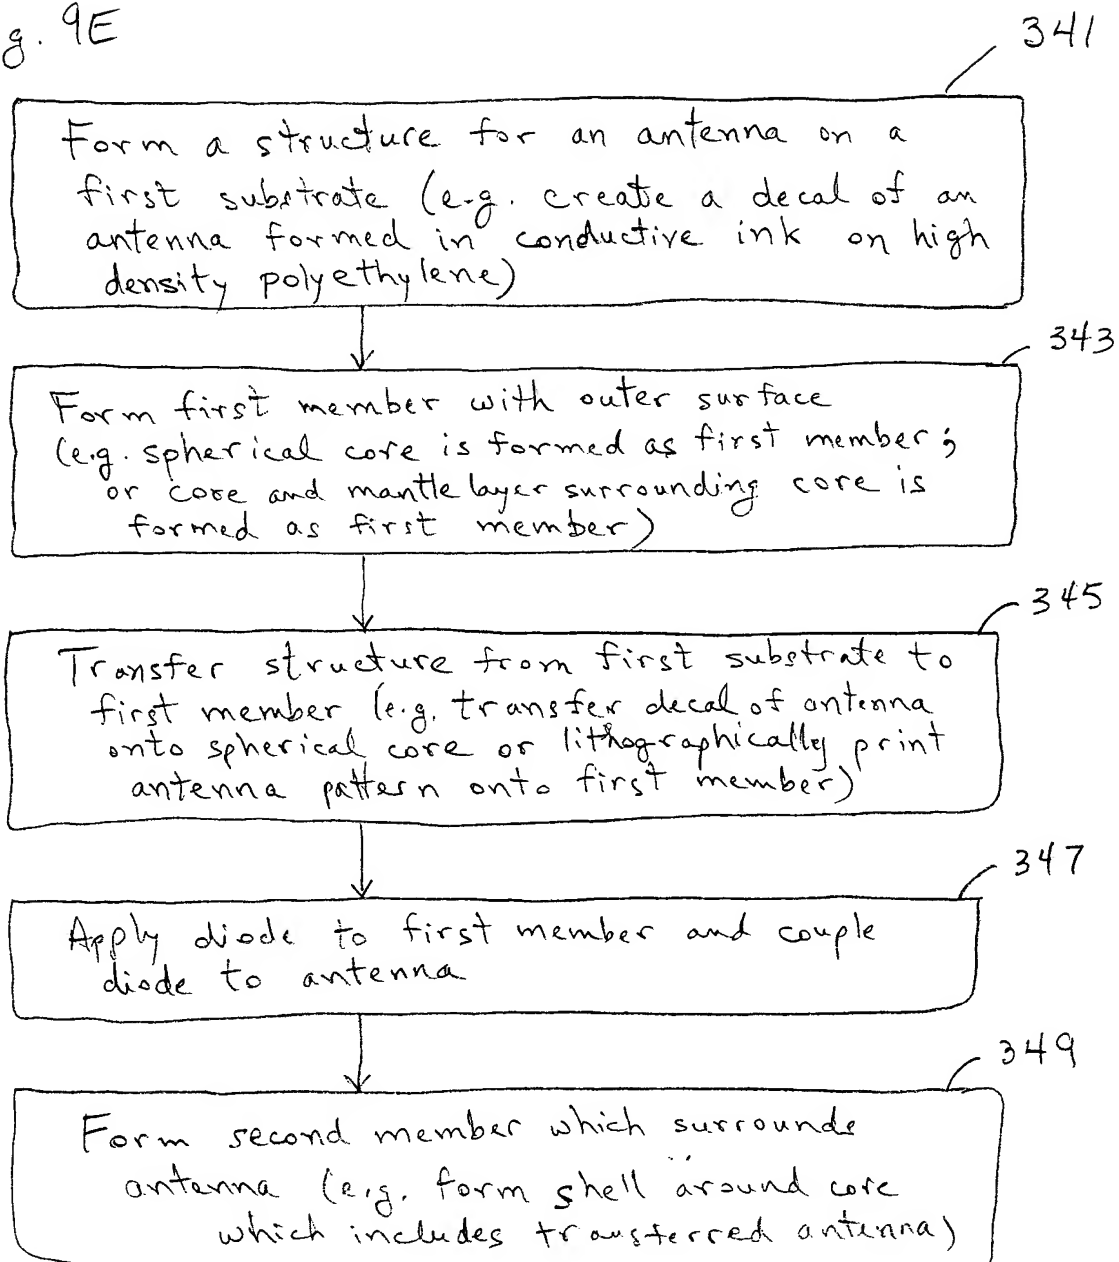 g. 9E
341
Form a structure for an antenna on a
first substrate (e.g. create a decal of an
antenna formed in conductive ink on high
density polyethylene)
343
Form first member with outer surface
(e.g. spherical core is formed as first member;
or core and mantle layer surrounding core is
formed as first member)
345
Transfer structure from first substrate to
first member (e.g. transfer decal of antenna
onto spherical core or lithographically print
antenna pattern onto first member)
347
Apply diode to first member and couple
diode to antenna
349
Form second member which surrounds
antenna (e.g. form shell around core
which includes transferred antenna)